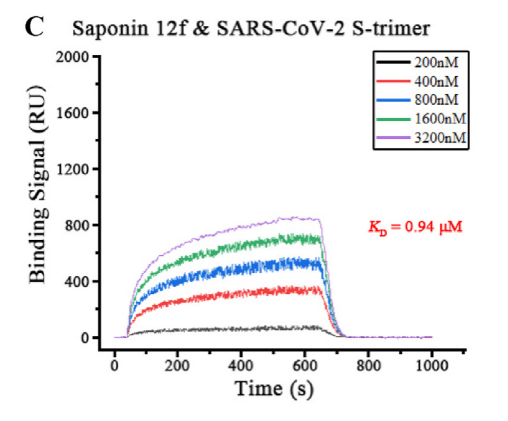 C Saponin 12f & SARS-CoV-2 S-trimer
2000
1600
1200
800
400
0
Binding Signal (RU)
200nM
400nM
800nM
1600nM
3200nM
K_D = 0.94 μM
0 200 400 600 800 1000
Time (s)